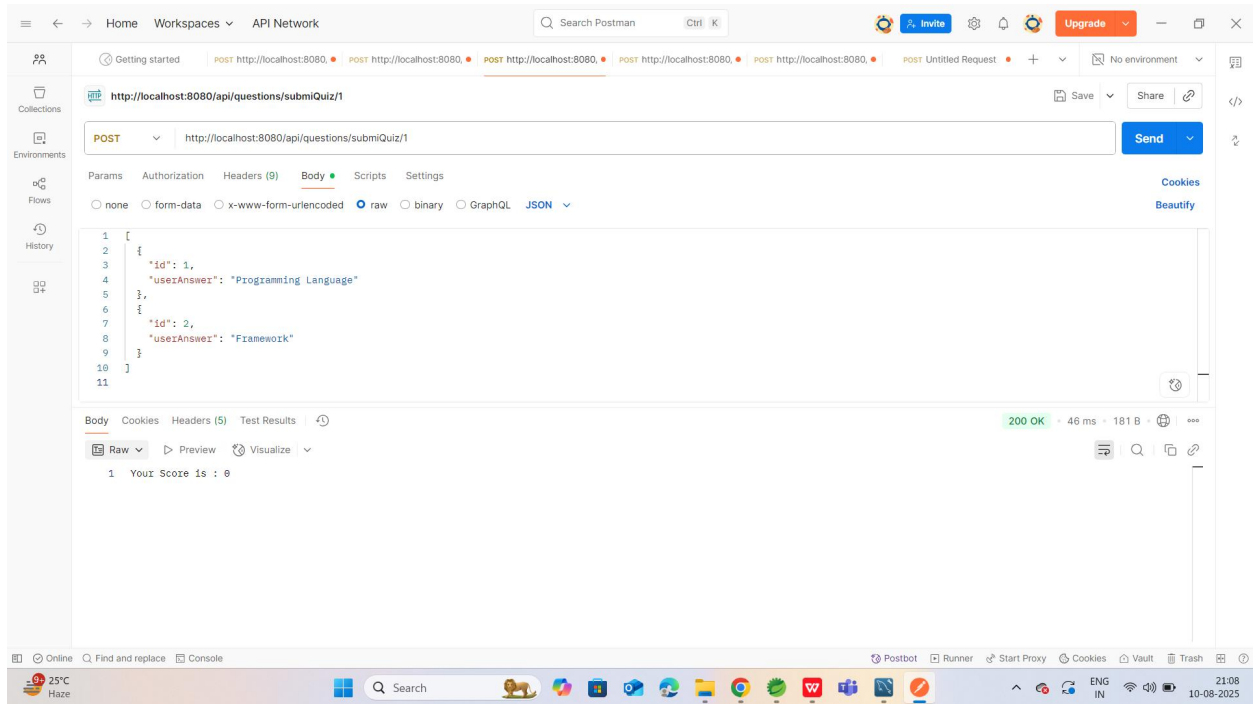 Home Workspaces API Network Search Postman Ctrl K Invite Upgrade
Getting started POST http://localhost:8080, POST http://localhost:8080, POST http://localhost:8080, POST http://localhost:8080, POST http://localhost:8080, POST Untitled Request No environment
Collections
Environments
Flows
History
HTTP http://localhost:8080/api/questions/submiQuiz/1 Save Share
POST http://localhost:8080/api/questions/submiQuiz/1 Send
Params Authorization Headers (9) Body Scripts Settings Cookies
none form-data x-www-form-urlencoded raw binary GraphQL JSON Beautify
1 [
2 {
3 "id": 1,
4 "userAnswer": "Programming Language"
5 },
6 {
7 "id": 2,
8 "userAnswer": "Framework"
9 }
10 ]
11
Body Cookies Headers (5) Test Results 200 OK 46 ms 181 B
Raw Preview Visualize
1 Your Score is : 0
Online Find and replace Console Postbot Runner Start Proxy Cookies Vault Trash
9+ 25°C
Haze
Search
ENG
IN
21:08
10-08-2025